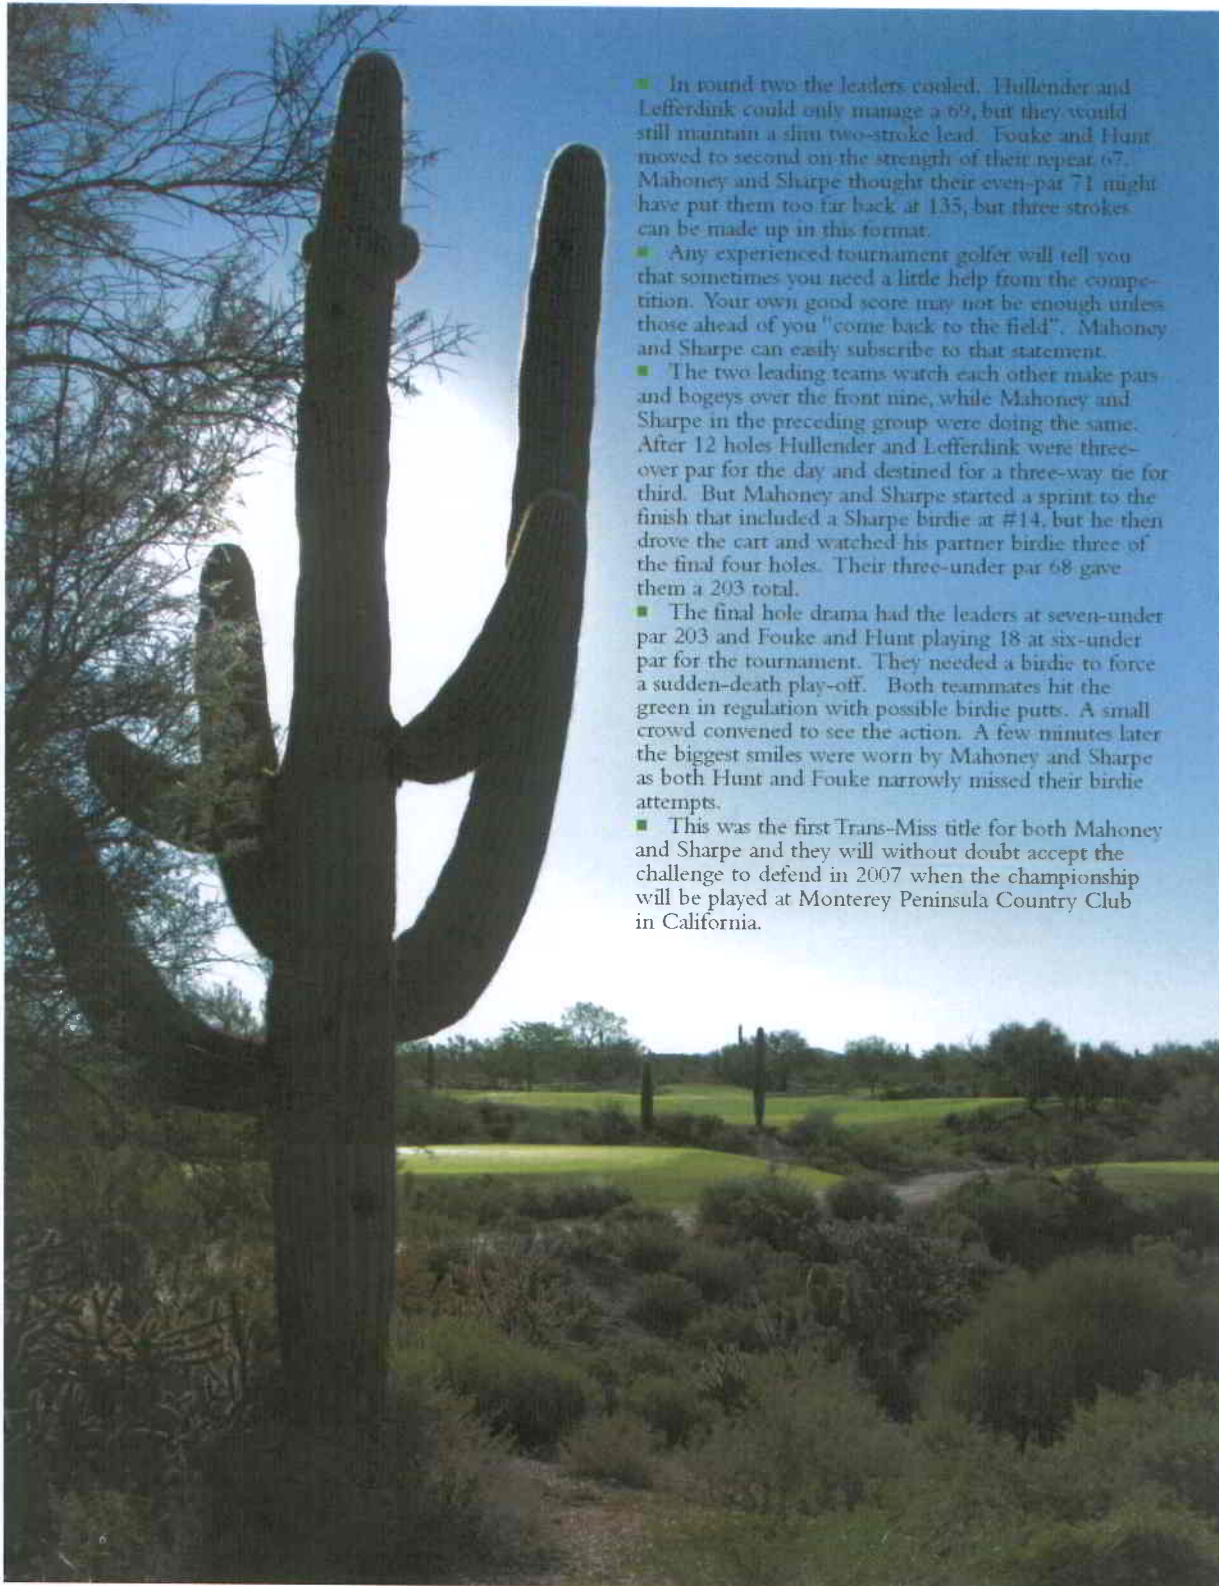 ■ In round two the leaders cooled. Hullender and
Lefferdink could only manage a 69, but they would
still maintain a slim two-stroke lead. Fouke and Hunt
moved to second on the strength of their repeat 67.
Mahoney and Sharpe thought their even-par 71 might
have put them too far back at 135, but three strokes
can be made up in this format.
■ Any experienced tournament golfer will tell you
that sometimes you need a little help from the compe-
tition. Your own good score may not be enough unless
those ahead of you "come back to the field". Mahoney
and Sharpe can easily subscribe to that statement.
■ The two leading teams watch each other make pars
and bogeys over the front nine, while Mahoney and
Sharpe in the preceding group were doing the same.
After 12 holes Hullender and Lefferdink were three-
over par for the day and destined for a three-way tie for
third. But Mahoney and Sharpe started a sprint to the
finish that included a Sharpe birdie at #14, but he then
drove the cart and watched his partner birdie three of
the final four holes. Their three-under par 68 gave
them a 203 total.
■ The final hole drama had the leaders at seven-under
par 203 and Fouke and Hunt playing 18 at six-under
par for the tournament. They needed a birdie to force
a sudden-death play-off. Both teammates hit the
green in regulation with possible birdie putts. A small
crowd convened to see the action. A few minutes later
the biggest smiles were worn by Mahoney and Sharpe
as both Hunt and Fouke narrowly missed their birdie
attempts.
■ This was the first Trans-Miss title for both Mahoney
and Sharpe and they will without doubt accept the
challenge to defend in 2007 when the championship
will be played at Monterey Peninsula Country Club
in California.